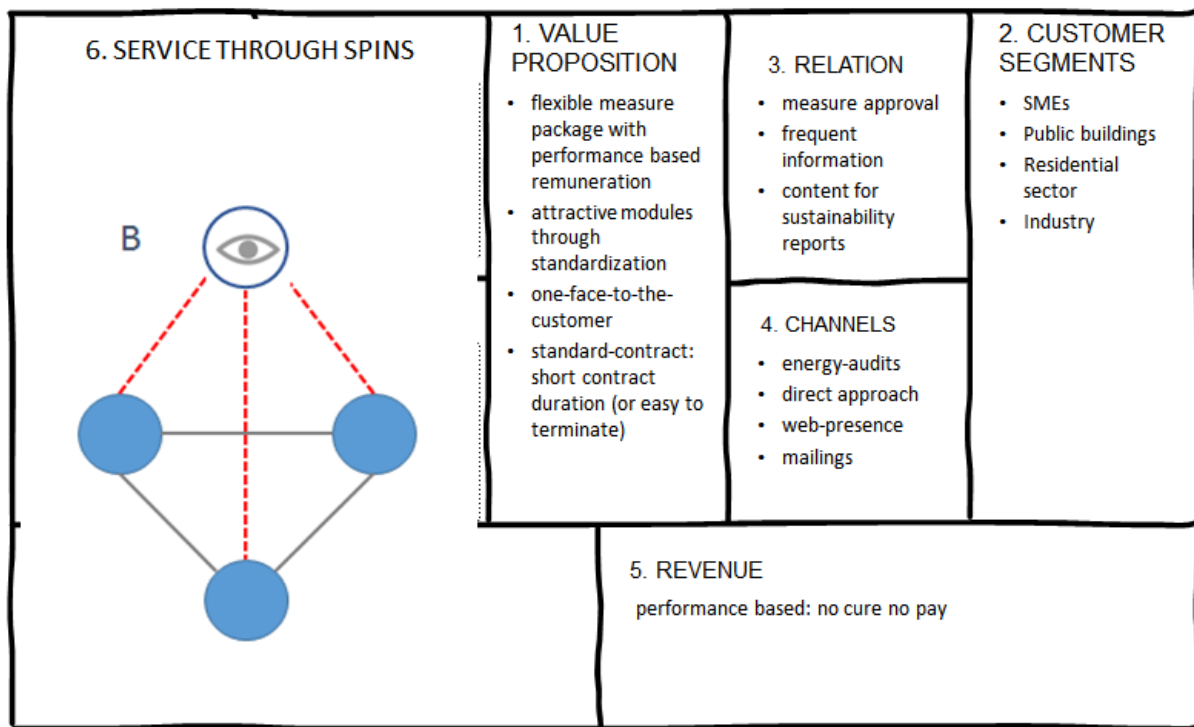 6. SERVICE THROUGH SPINS
B
1. VALUE
PROPOSITION
• flexible measure
package with
performance based
remuneration
• attractive modules
through
standardization
• one-face-to-the-
customer
• standard-contract:
short contract
duration (or easy to
terminate)
3. RELATION
• measure approval
• frequent
information
• content for
sustainability
reports
4. CHANNELS
• energy-audits
• direct approach
• web-presence
• mailings
2. CUSTOMER
SEGMENTS
• SMEs
• Public buildings
• Residential
sector
• Industry
5. REVENUE
performance based: no cure no pay